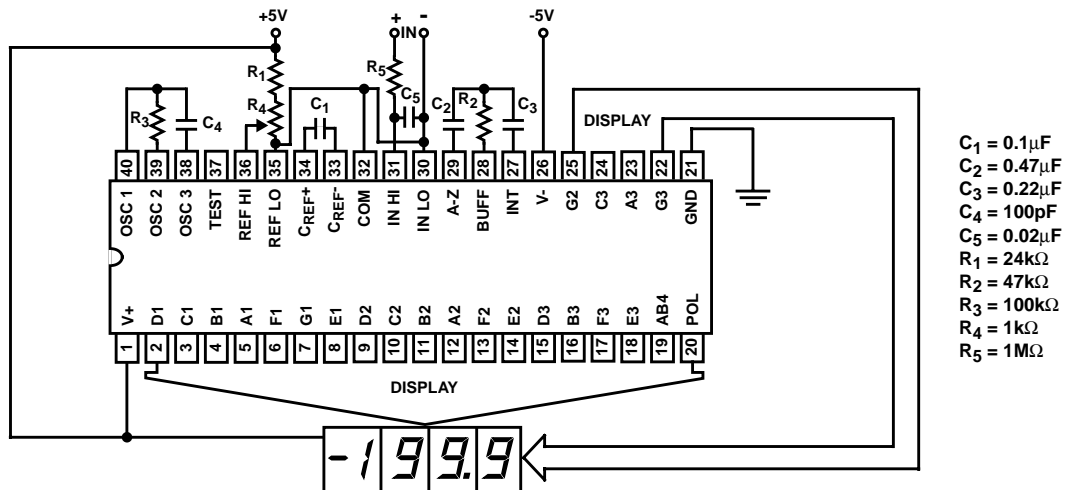 +5V
+
-
IN
-5V
R1
R5
C5
R4
C1
R3
C4
C2
R2
C3
DISPLAY
40 39 38 37 36 35 34 33 32 31 30 29 28 27 26 25 24 23 22 21
OSC 1 OSC 2 OSC 3 TEST REF HI REF LO CREF+ CREF- COM IN HI IN LO A-Z BUFF INT V- G2 C3 A3 G3 GND
V+ D1 C1 B1 A1 F1 G1 E1 D2 C2 B2 A2 F2 E2 D3 B3 F3 E3 AB4 POL
1 2 3 4 5 6 7 8 9 10 11 12 13 14 15 16 17 18 19 20
DISPLAY
-199.9
C1 = 0.1μF
C2 = 0.47μF
C3 = 0.22μF
C4 = 100pF
C5 = 0.02μF
R1 = 24kΩ
R2 = 47kΩ
R3 = 100kΩ
R4 = 1kΩ
R5 = 1MΩ